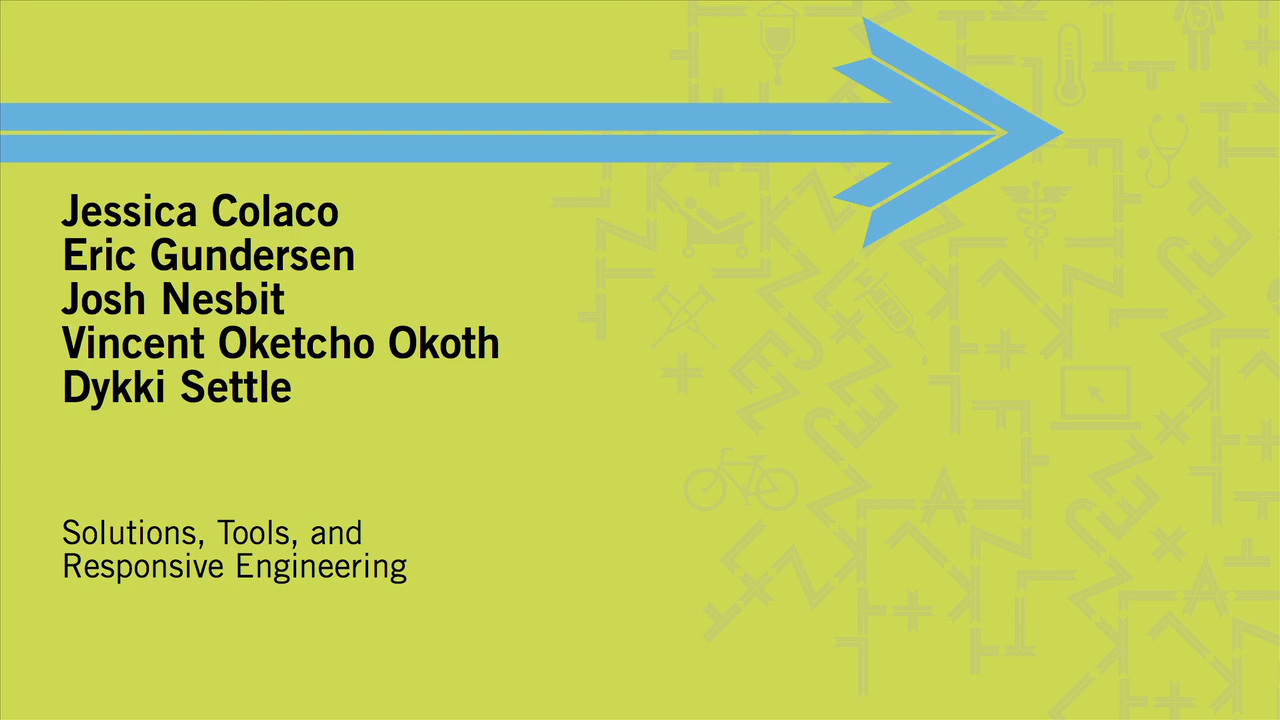 Jessica Colaco
Eric Gundersen
Josh Nesbit
Vincent Oketcho Okoth
Dykki Settle
Solutions, Tools, and
Responsive Engineering